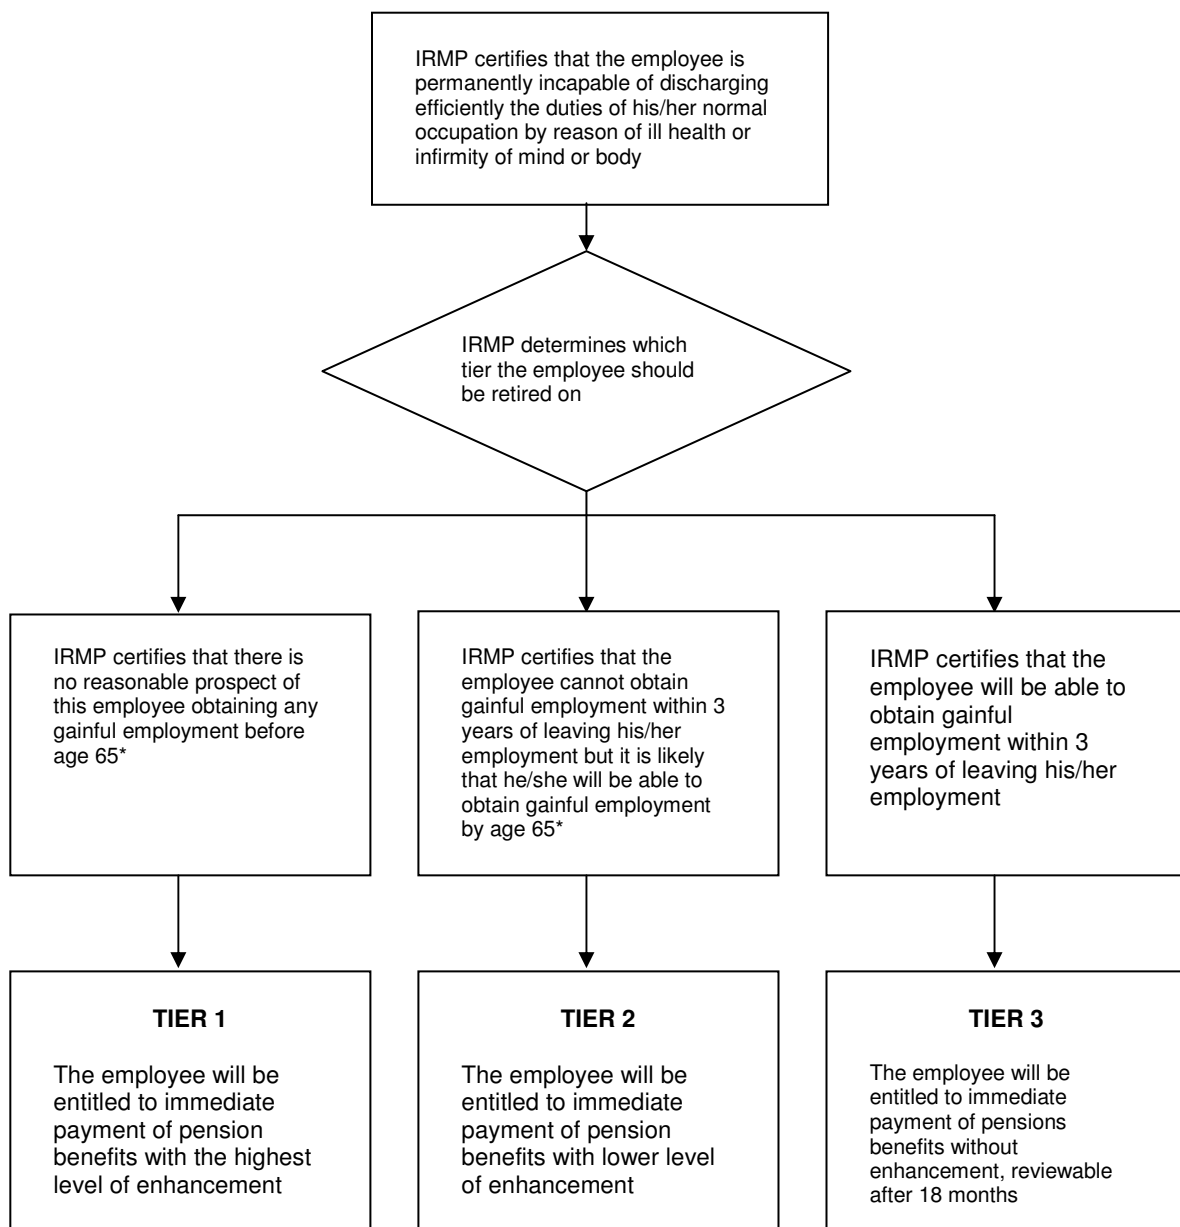 IRMP certifies that the employee is
permanently incapable of discharging
efficiently the duties of his/her normal
occupation by reason of ill health or
infirmity of mind or body
IRMP determines which
tier the employee should
be retired on
IRMP certifies that there is
no reasonable prospect of
this employee obtaining any
gainful employment before
age 65*
IRMP certifies that the
employee cannot obtain
gainful employment within 3
years of leaving his/her
employment but it is likely
that he/she will be able to
obtain gainful employment
by age 65*
IRMP certifies that the
employee will be able to
obtain gainful
employment within 3
years of leaving his/her
employment
TIER 1
The employee will be
entitled to immediate
payment of pension
benefits with the highest
level of enhancement
TIER 2
The employee will be
entitled to immediate
payment of pension
benefits with lower level
of enhancement
TIER 3
The employee will be
entitled to immediate
payment of pensions
benefits without
enhancement, reviewable
after 18 months